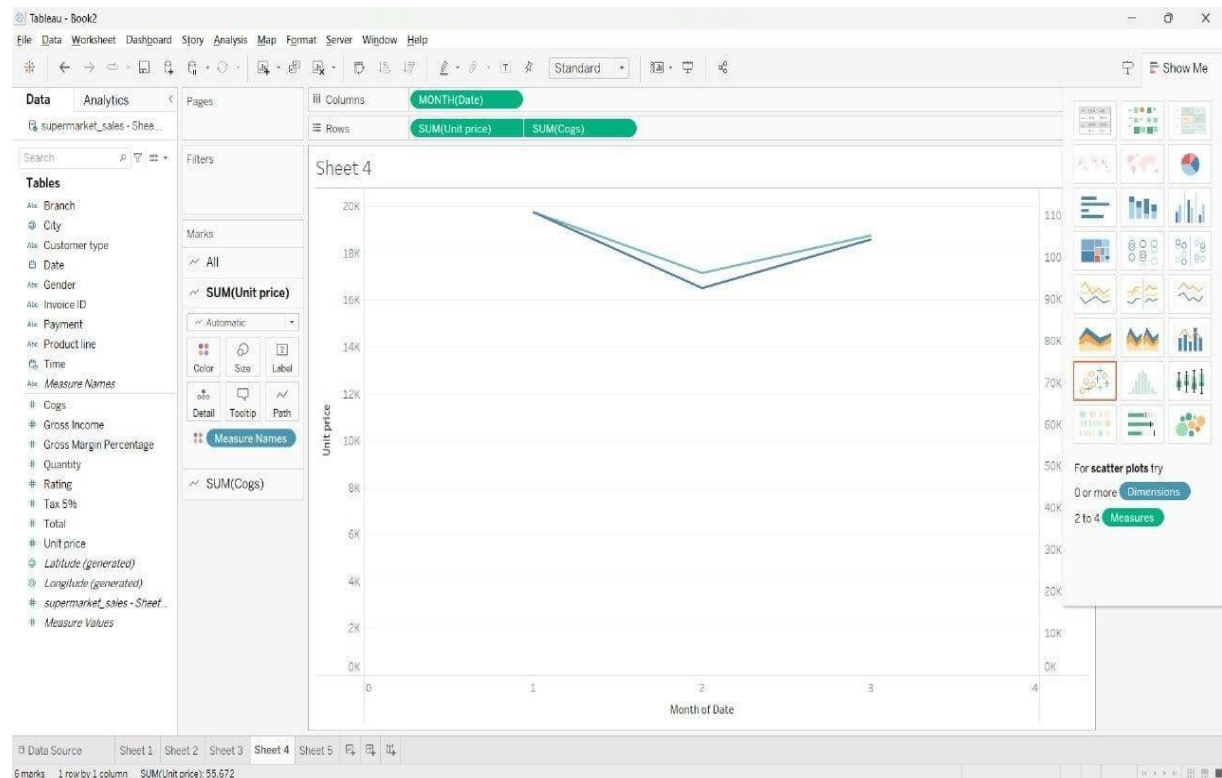 Tableau - Book2
File Data Worksheet Dashboard Story Analysis Map Format Server Window Help
Standard
Show Me
Data Analytics
supermarket_sales - Shee...
Search
Tables
Abc Branch
City
Abc Customer type
Date
Abc Gender
Abc Invoice ID
Abc Payment
Abc Product line
Time
Abc Measure Names
# Cogs
# Gross Income
# Gross Margin Percentage
# Quantity
# Rating
# Tax 5%
# Total
# Unit price
Latitude (generated)
Longitude (generated)
# supermarket_sales - Sheet...
# Measure Values
Pages
Filters
Marks
All
SUM(Unit price)
Automatic
Color Size Label
Detail Tooltip Path
Measure Names
SUM(Cogs)
Columns MONTH(Date)
Rows SUM(Unit price) SUM(Cogs)
Sheet 4
20K
18K
16K
14K
12K
10K
8K
6K
4K
2K
0K
Unit price
0 1 2 3 4
Month of Date
110
100
90K
80K
70K
60K
50K
40K
30K
20K
10K
0K
For scatter plots try
0 or more Dimensions
2 to 4 Measures
Data Source Sheet 1 Sheet 2 Sheet 3 Sheet 4 Sheet 5
6 marks 1 row by 1 column SUM(Unit price): 55,672